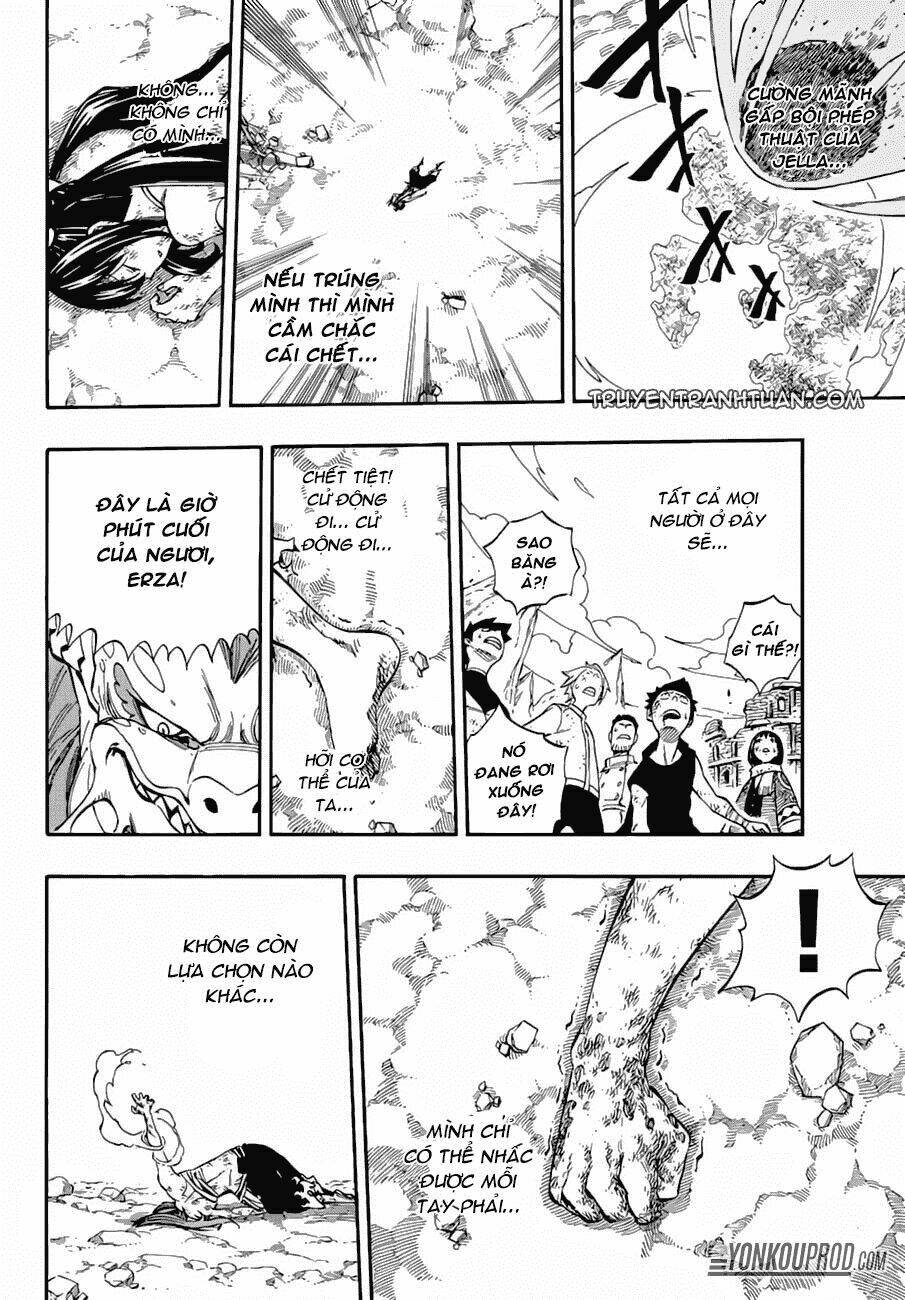 CƯỜNG MẠNH
GẤP BỘI PHÉP
THUẬT CỦA
JELLA...
NẾU TRÚNG
MÌNH THÌ MÌNH
CẦM CHẮC
CÁI CHẾT...
KHÔNG...
KHÔNG CHỈ
CÓ MÌNH...
TRUYENTRANHTUAN.COM
TẤT CẢ MỌI
NGƯỜI Ở ĐÂY
SẼ...
CÁI
GÌ THẾ?!
SAO
BĂNG
À?!
NÓ
ĐANG RƠI
XUỐNG
ĐÂY!
CHẾT TIỆT!
CỬ ĐỘNG
ĐI... CỬ
ĐỘNG ĐI...
HỠI CƠ
THỂ CỦA
TA...
ĐÂY LÀ GIỜ
PHÚT CUỐI
CỦA NGƯƠI,
ERZA!
!
MÌNH CHỈ
CÓ THỂ NHẤC
ĐƯỢC MỖI
TAY PHẢI...
KHÔNG CÒN
LỰA CHỌN NÀO
KHÁC...
YONKOUPROD.COM